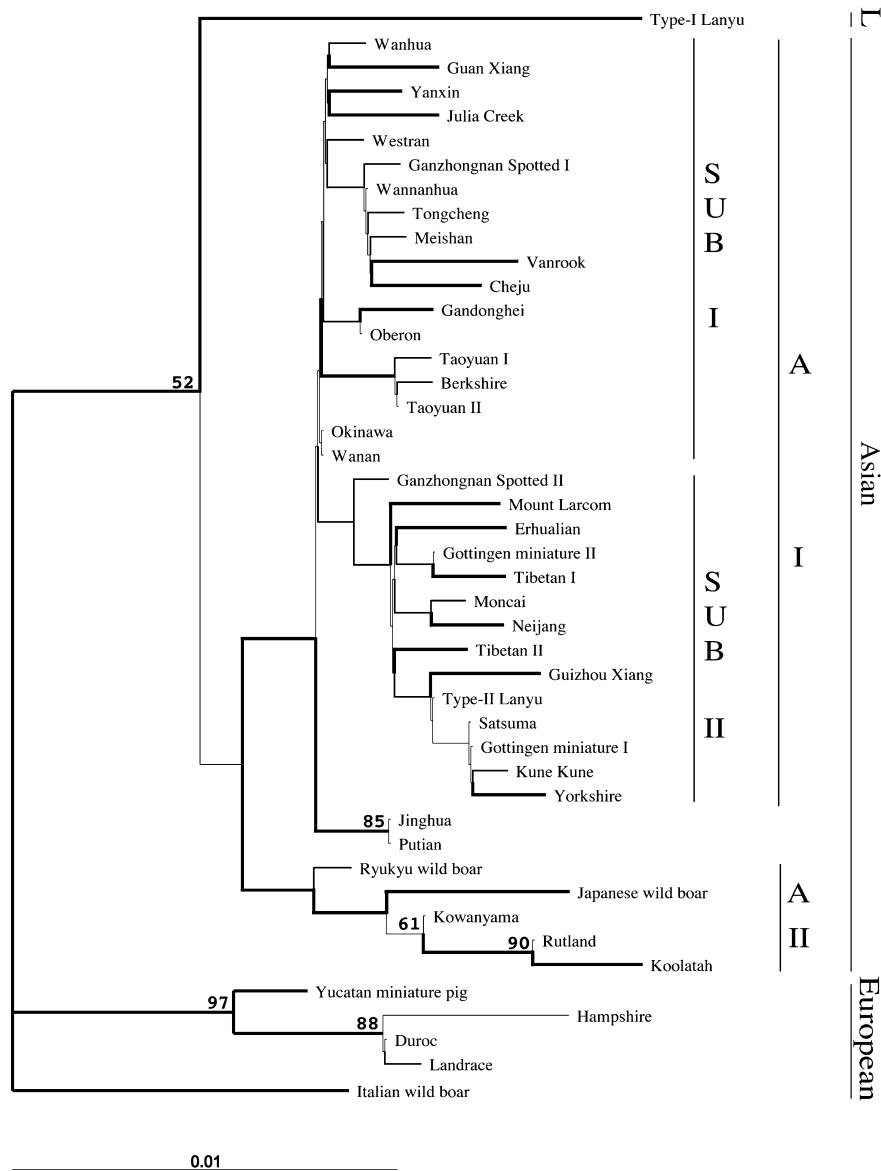 Type-I Lanyu
L
Wanhua
Guan Xiang
Yanxin
Julia Creek
Westran
Ganzhongnan Spotted I
Wannanhua
Tongcheng
Meishan
Vanrook
Cheju
Gandonghei
Oberon
Taoyuan I
Berkshire
Taoyuan II
52
Okinawa
Wanan
SUB I
Ganzhongnan Spotted II
Mount Larcom
Erhualian
Gottingen miniature II
Tibetan I
Moncai
Neijang
Tibetan II
Guizhou Xiang
Type-II Lanyu
Satsuma
Gottingen miniature I
Kune Kune
Yorkshire
SUB II
A I
Asian
85
Jinghua
Putian
Ryukyu wild boar
Japanese wild boar
61
Kowanyama
90
Rutland
Koolatah
A II
Yucatan miniature pig
97
Hampshire
88
Duroc
Landrace
Italian wild boar
European
0.01